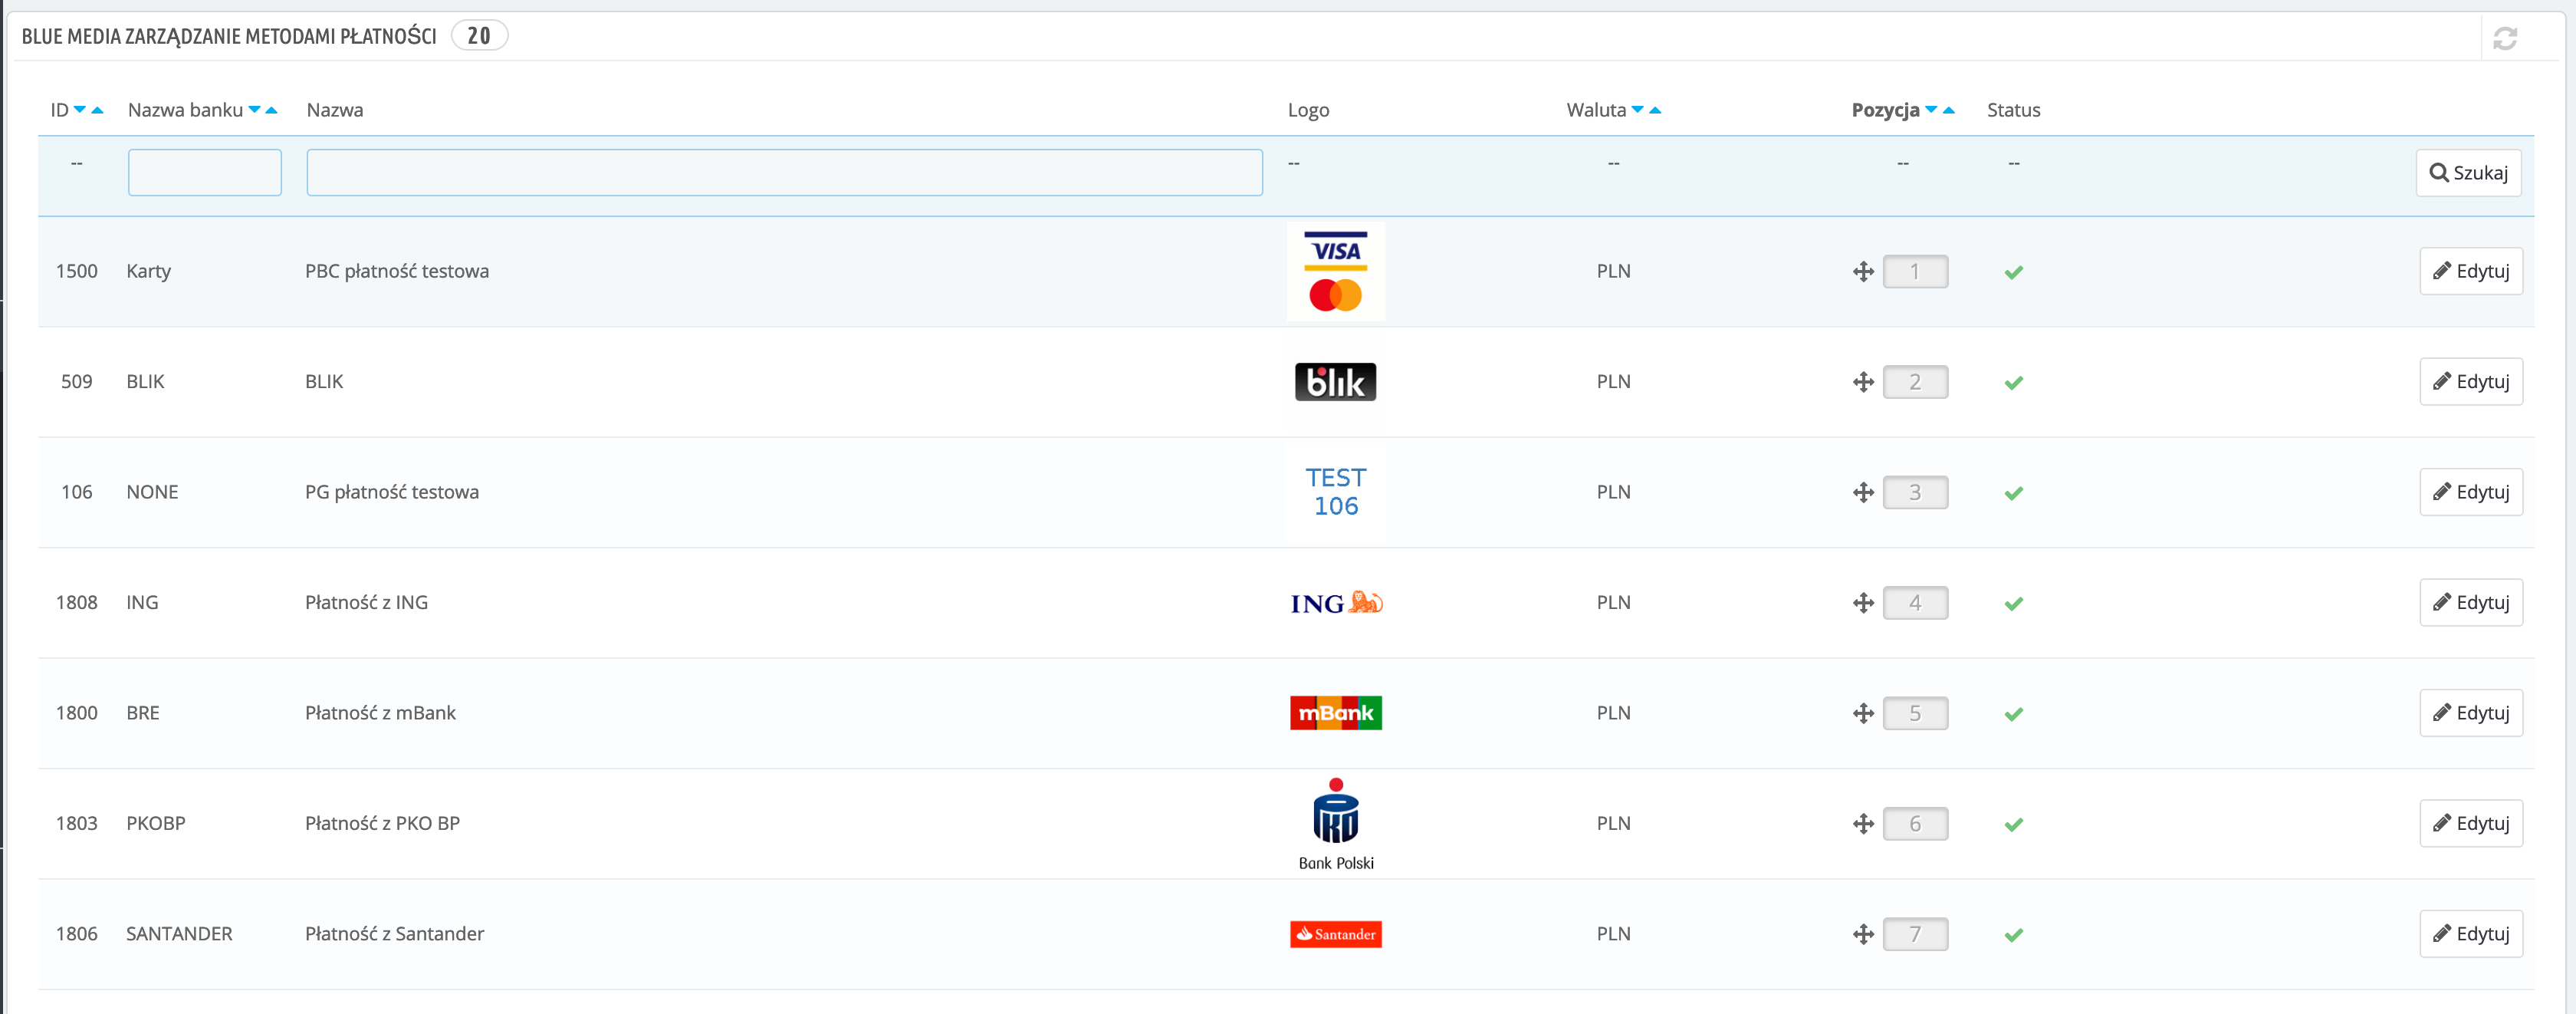 BLUE MEDIA ZARZĄDZANIE METODAMI PŁATNOŚCI 20
ID Nazwa banku Nazwa Logo Waluta Pozycja Status
-- -- -- -- -- Szukaj
1500 Karty PBC płatność testowa VISA PLN 1 Edytuj
509 BLIK BLIK blik PLN 2 Edytuj
106 NONE PG płatność testowa TEST 106 PLN 3 Edytuj
1808 ING Płatność z ING ING PLN 4 Edytuj
1800 BRE Płatność z mBank mBank PLN 5 Edytuj
1803 PKOBP Płatność z PKO BP PKO Bank Polski PLN 6 Edytuj
1806 SANTANDER Płatność z Santander Santander PLN 7 Edytuj